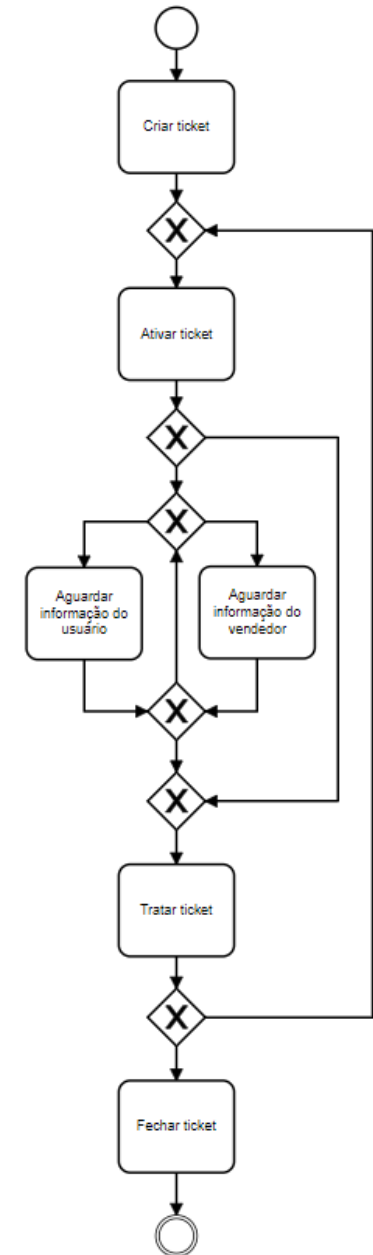 Criar ticket
X
Ativar ticket
X
X
Aguardar
informação do
usuário
Aguardar
informação do
vendedor
X
X
Tratar ticket
X
Fechar ticket